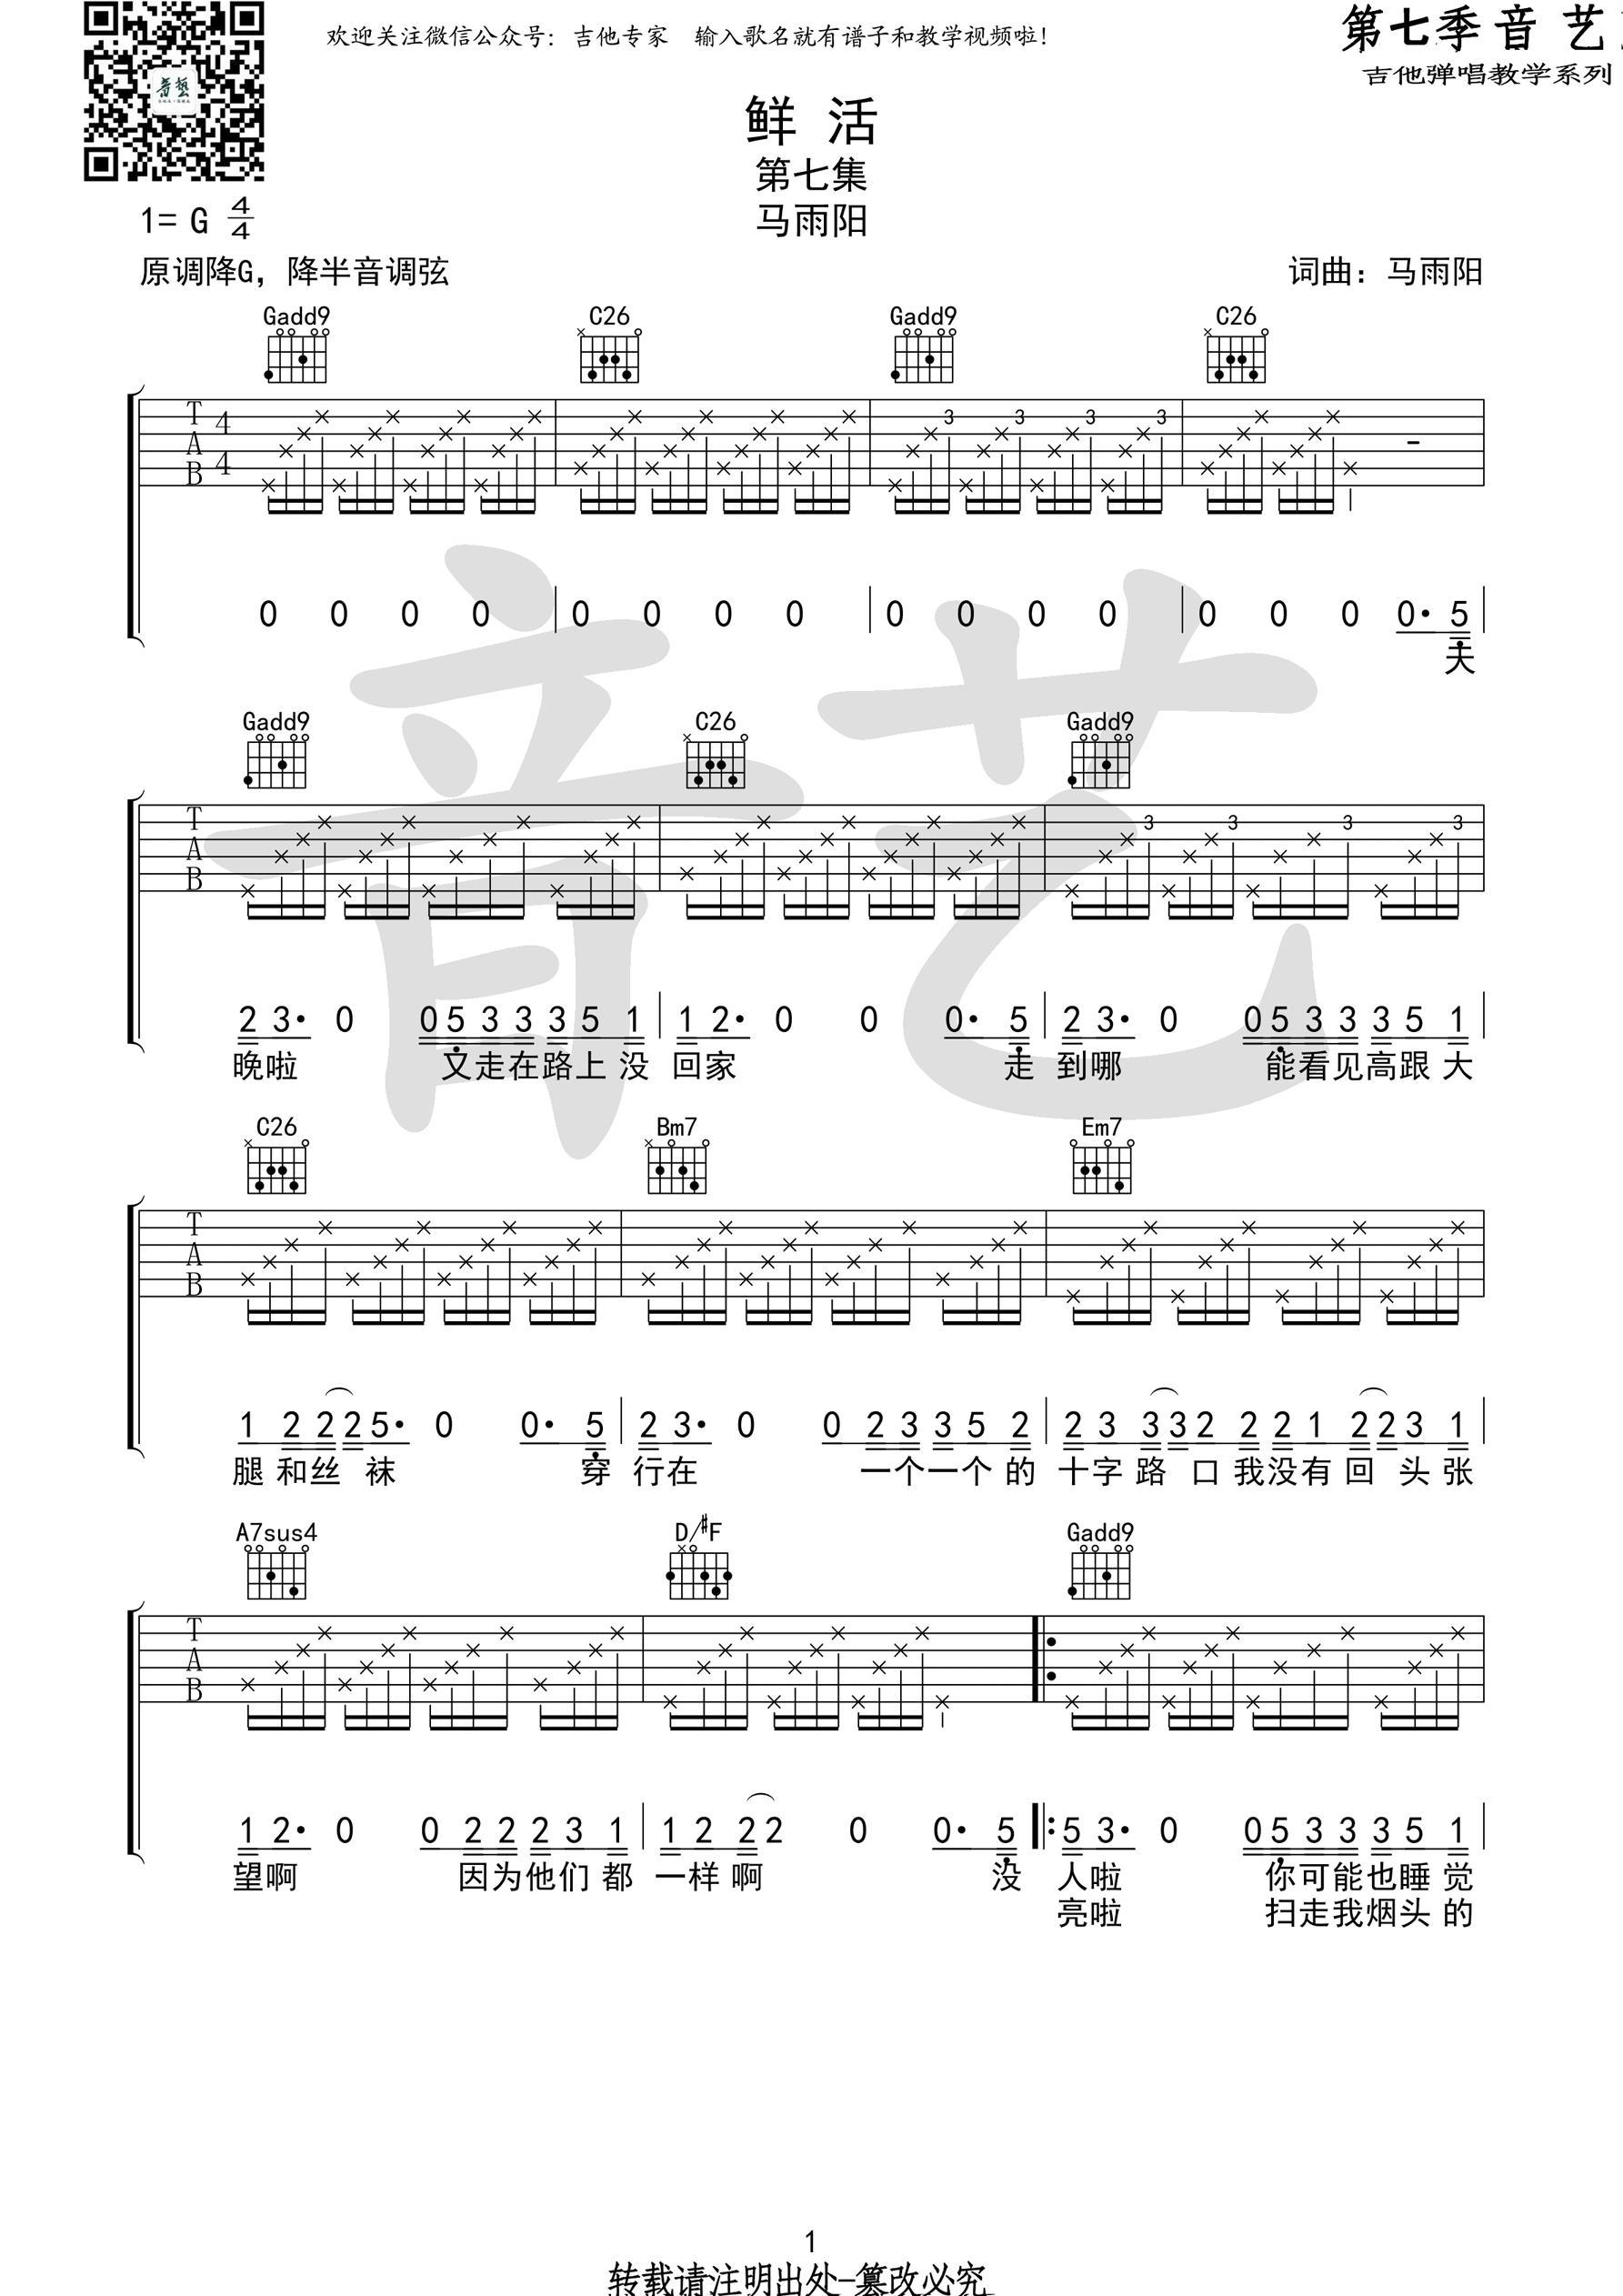 欢迎关注微信公众号：吉他专家 输入歌名就有谱子和教学视频啦！
第七季音 艺
吉他弹唱教学系列
音藝
鲜 活
第七集
马雨阳
1= G 4/4
原调降G，降半音调弦
词曲：马雨阳
Gadd9 C26 Gadd9 C26
T A B 4 4 3 3 3 3 -
0 0 0 0 0 0 0 0 0 0 0 0 0 0 0 0· 5
天
Gadd9 C26 Gadd9
T A B 3 3 3 3
2 3· 0 0 5 3 3 3 5 1 1 2· 0 0 0· 5 2 3· 0 0 5 3 3 3 5 1
晚啦 又走在路上 没 回家 走 到哪 能看见高跟 大
C26 Bm7 Em7
T A B
1 2 2 2 5· 0 0· 5 2 3· 0 0 2 3 3 5 2 2 3 3 3 2 2 2 1 2 2 3 1
腿 和丝 袜 穿 行在 一个一个 的 十字 路 口 我没有 回 头 张
A7sus4 D/#F Gadd9
T A B
1 2· 0 0 2 2 2 3 1 1 2 2 2 0 0· 5 5 3· 0 0 5 3 3 3 5 1
望啊 因为他们 都 一样 啊 没 人啦 你可能也睡 觉
亮啦 扫走我烟头 的
音艺
1
转载请注明出处-篡改必究